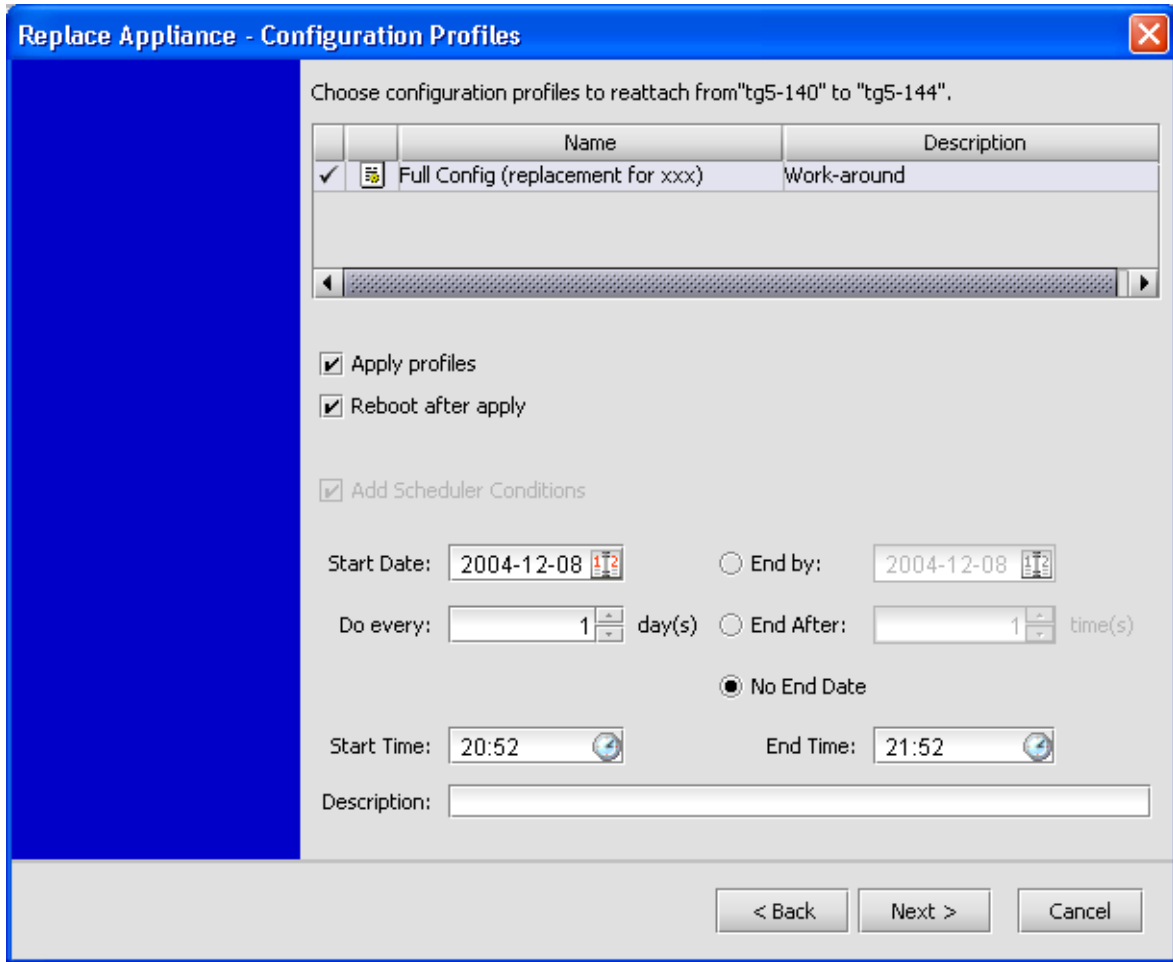 Replace Appliance - Configuration Profiles
Choose configuration profiles to reattach from"tg5-140" to "tg5-144".
Name Description
Full Config (replacement for xxx) Work-around
Apply profiles
Reboot after apply
Add Scheduler Conditions
Start Date: 2004-12-08 End by: 2004-12-08
Do every: 1 day(s) End After: 1 time(s)
No End Date
Start Time: 20:52 End Time: 21:52
Description:
< Back Next > Cancel